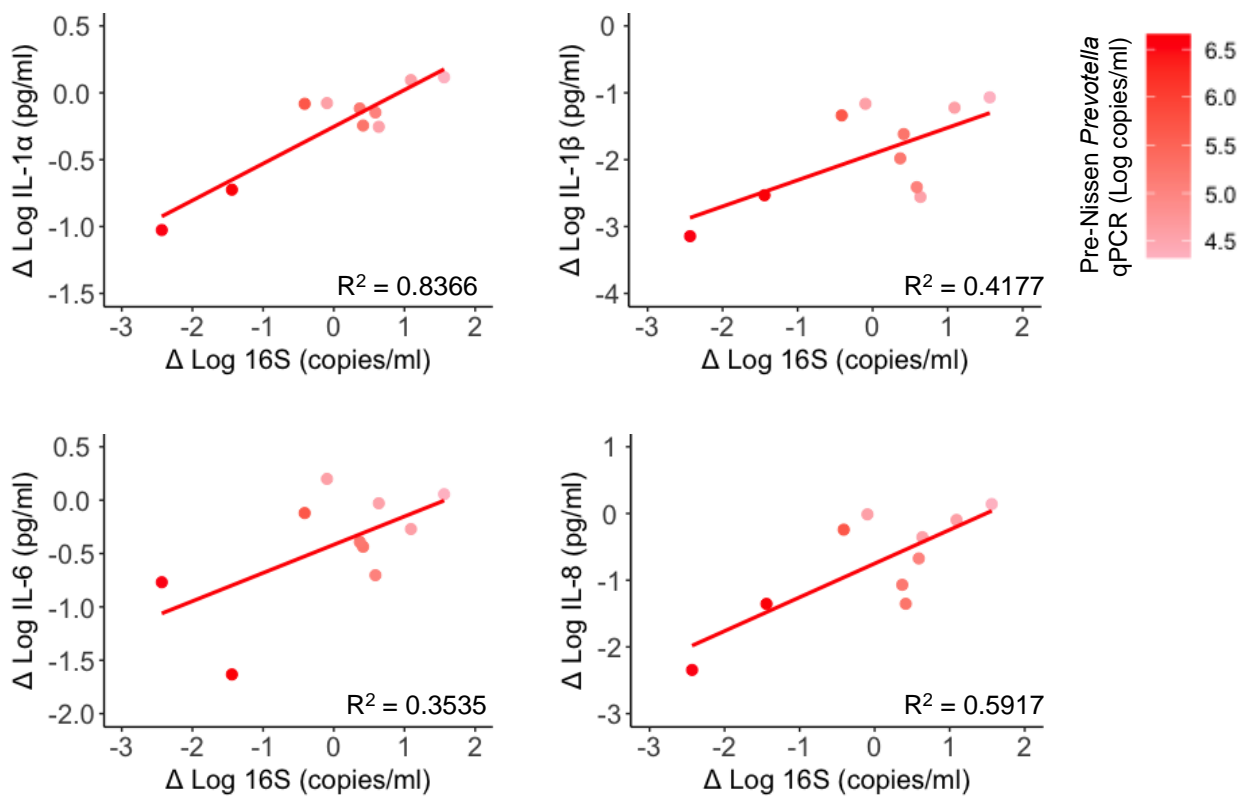 Δ Log IL-1α (pg/ml)
0.5
0.0
-0.5
-1.0
-1.5
R² = 0.8366
-3 -2 -1 0 1 2
Δ Log 16S (copies/ml)
Δ Log IL-1β (pg/ml)
0
-1
-2
-3
-4
R² = 0.4177
-3 -2 -1 0 1 2
Δ Log 16S (copies/ml)
Pre-Nissen Prevotella
qPCR (Log copies/ml)
6.5
6.0
5.5
5.0
4.5
Δ Log IL-6 (pg/ml)
0.5
0.0
-0.5
-1.0
-1.5
-2.0
R² = 0.3535
-3 -2 -1 0 1 2
Δ Log 16S (copies/ml)
Δ Log IL-8 (pg/ml)
1
0
-1
-2
-3
R² = 0.5917
-3 -2 -1 0 1 2
Δ Log 16S (copies/ml)